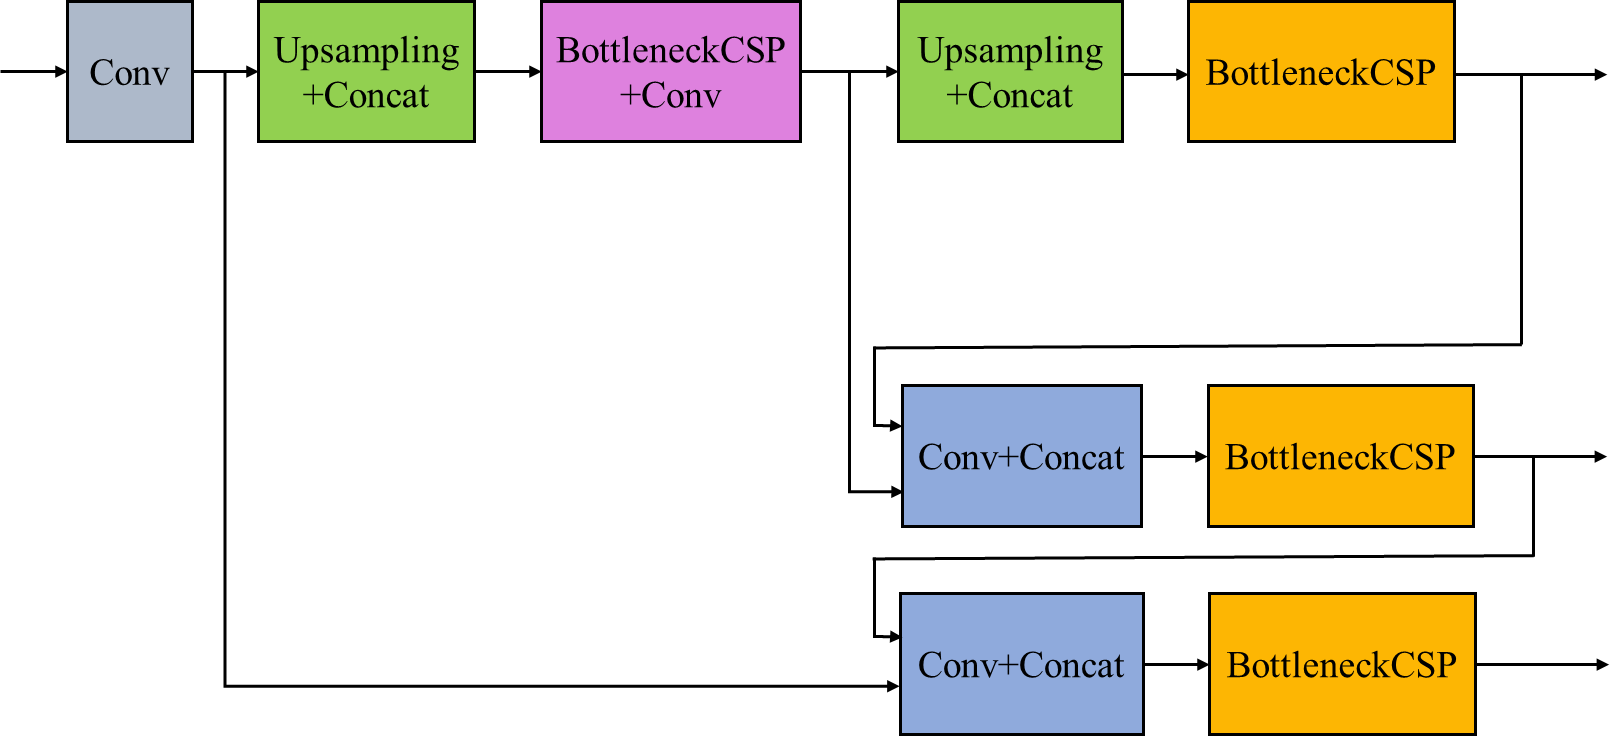 Conv
Upsampling
+Concat
BottleneckCSP
+Conv
Upsampling
+Concat
BottleneckCSP
Conv+Concat
BottleneckCSP
Conv+Concat
BottleneckCSP